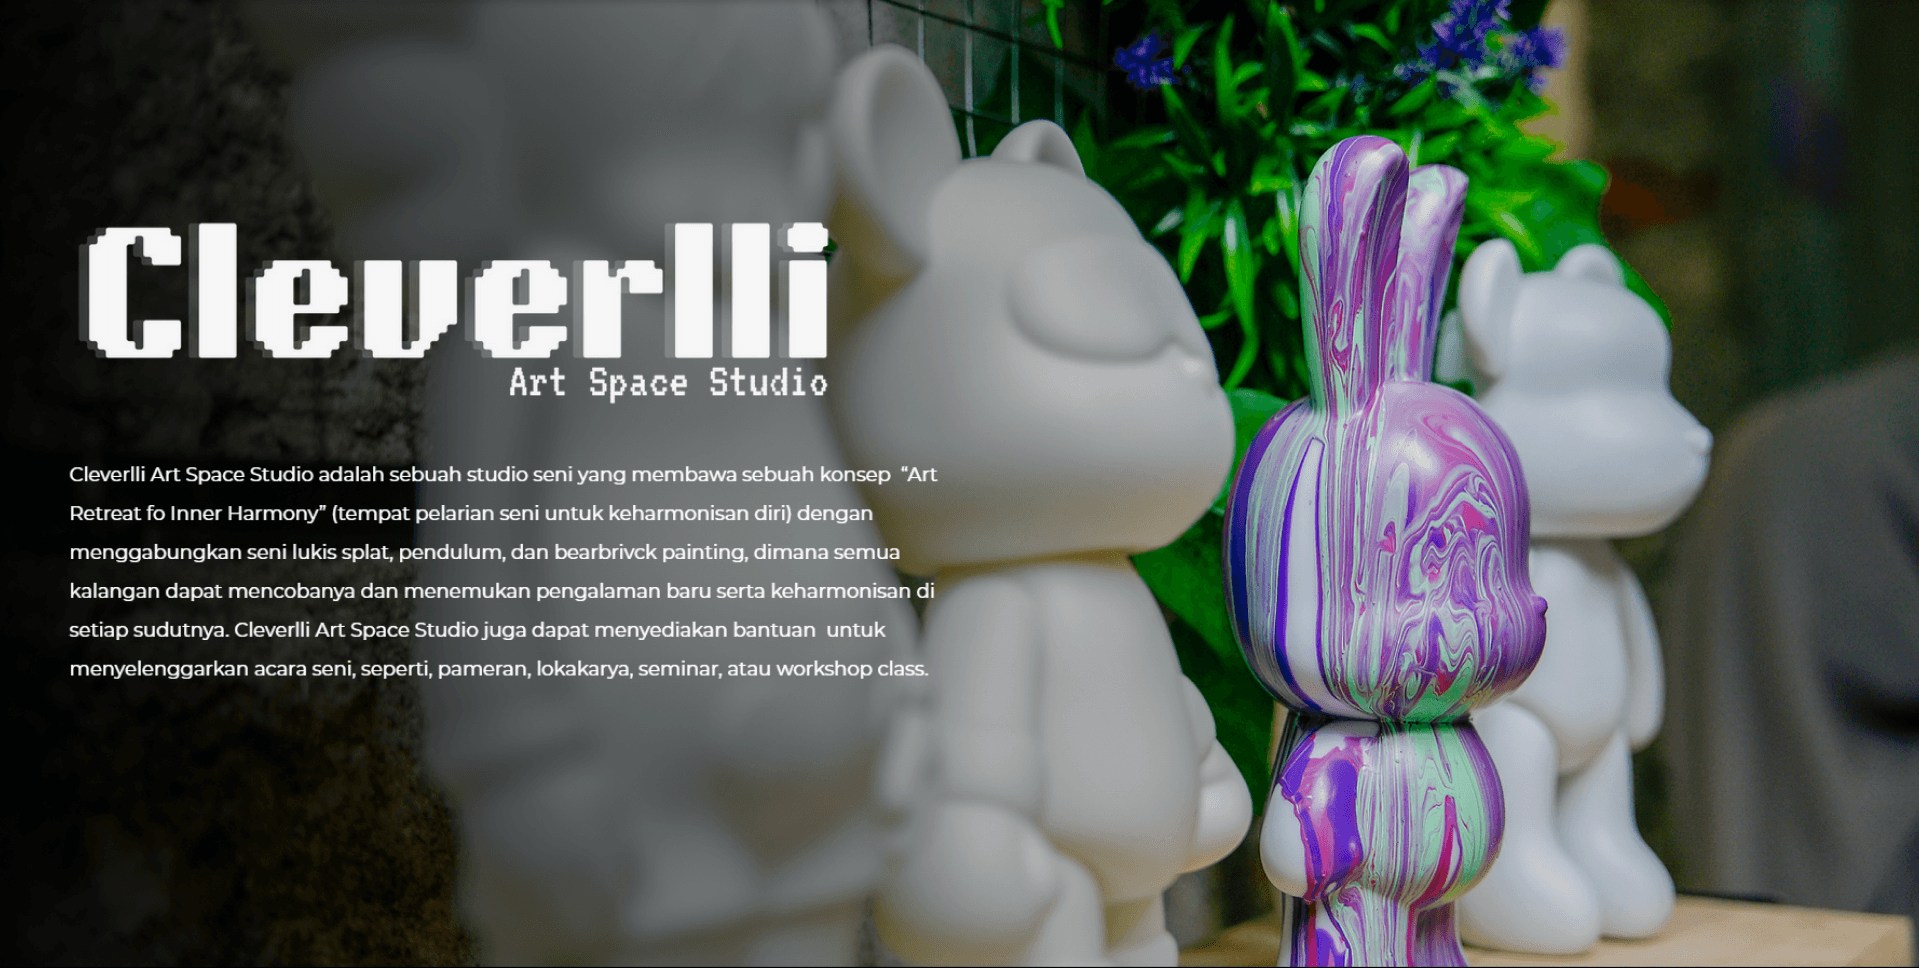 Cleverlli
Art Space Studio
Cleverlli Art Space Studio adalah sebuah studio seni yang membawa sebuah konsep  “Art
Retreat fo Inner Harmony” (tempat pelarian seni untuk keharmonisan diri) dengan
menggabungkan seni lukis splat, pendulum, dan bearbrivck painting, dimana semua
kalangan dapat mencobanya dan menemukan pengalaman baru serta keharmonisan di
setiap sudutnya. Cleverlli Art Space Studio juga dapat menyediakan bantuan  untuk
menyelenggarkan acara seni, seperti, pameran, lokakarya, seminar, atau workshop class.